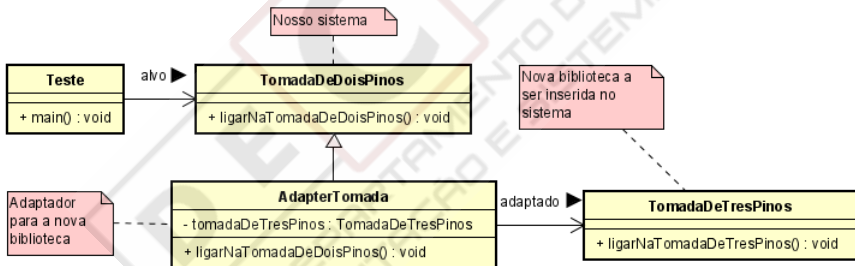 Nosso sistema
Teste
+ main() : void
alvo
TomadaDeDoisPinos
+ ligarNaTomadaDeDoisPinos() : void
Nova biblioteca a
ser inserida no
sistema
Adaptador
para a nova
biblioteca
AdapterTomada
- tomadaDeTresPinos : TomadaDeTresPinos
+ ligarNaTomadaDeDoisPinos() : void
adaptado
TomadaDeTresPinos
+ ligarNaTomadaDeTresPinos() : void